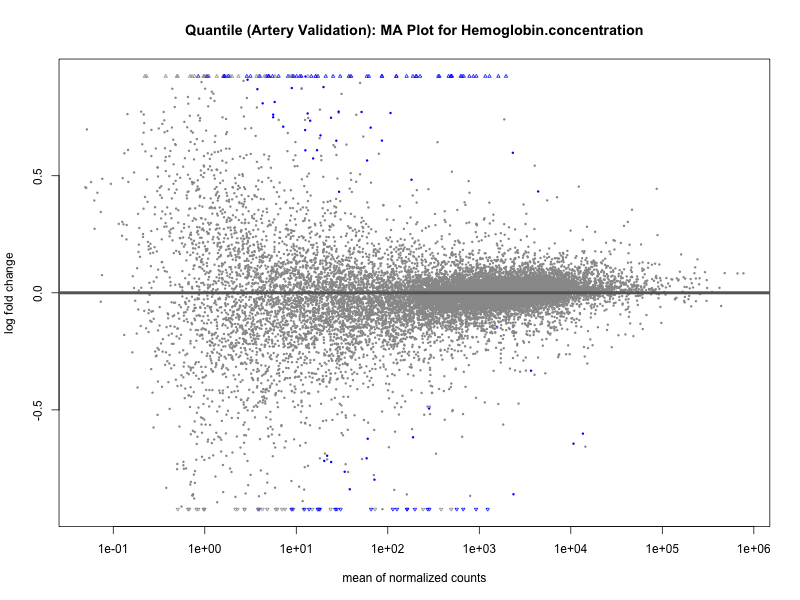 Quantile (Artery Validation): MA Plot for Hemoglobin.concentration
log fold change
0.5
0.0
-0.5
1e-01 1e+00 1e+01 1e+02 1e+03 1e+04 1e+05 1e+06
mean of normalized counts